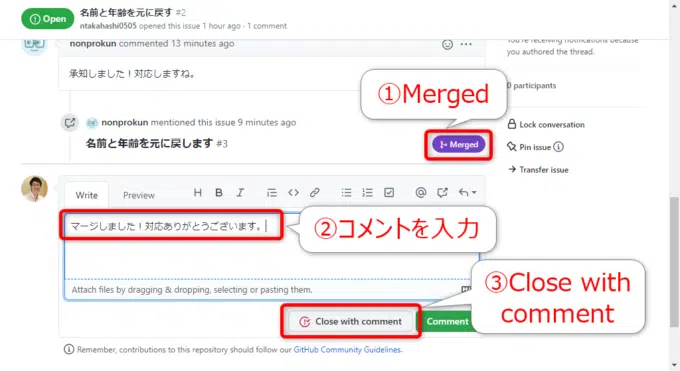 Open
名前と年齢を元に戻す #2
ntakahashi0505 opened this issue 1 hour ago · 1 comment
nonprokun commented 13 minutes ago
You're receiving notifications because
you authored the thread.
承知しました！対応しますね。
0 participants
①Merged
nonprokun mentioned this issue 9 minutes ago
名前と年齢を元に戻します #3
Merged
Lock conversation
Pin issue
Transfer issue
Write
Preview
マージしました！対応ありがとうございます。
②コメントを入力
Attach files by dragging & dropping, selecting or pasting them.
③Close with
comment
Close with comment
Comment
Remember, contributions to this repository should follow our GitHub Community Guidelines.